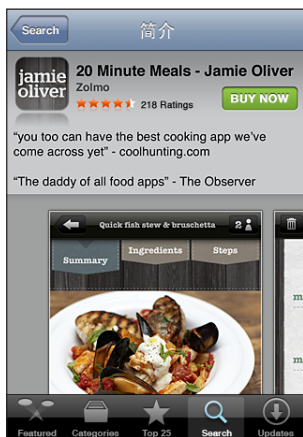 Search
简介
jamie
oliver
20 Minute Meals - Jamie Oliver
Zolmo
218 Ratings
BUY NOW
“you too can have the best cooking app we've
come across yet” - coolhunting.com
“The daddy of all food apps” - The Observer
Quick fish stew & bruschetta
2
Summary
Ingredients
Steps
m
m
Featured
Categories
Top 25
Search
Updates